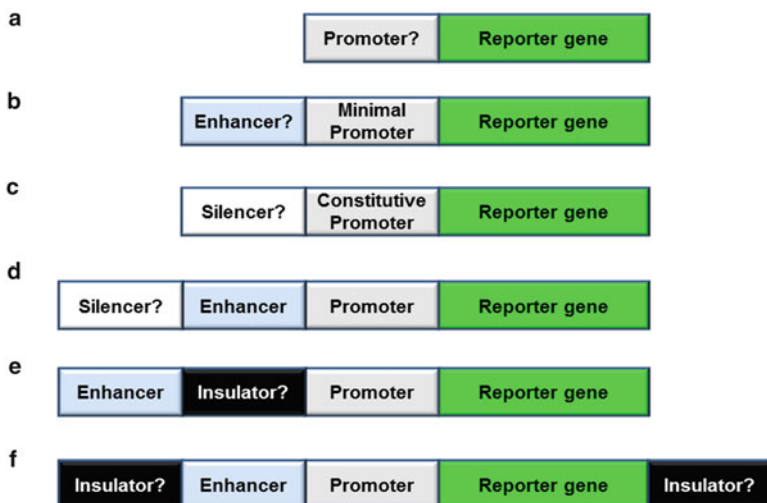 a
Promoter? Reporter gene
b
Enhancer? Minimal Promoter Reporter gene
c
Silencer? Constitutive Promoter Reporter gene
d
Silencer? Enhancer Promoter Reporter gene
e
Enhancer Insulator? Promoter Reporter gene
f
Insulator? Enhancer Promoter Reporter gene Insulator?